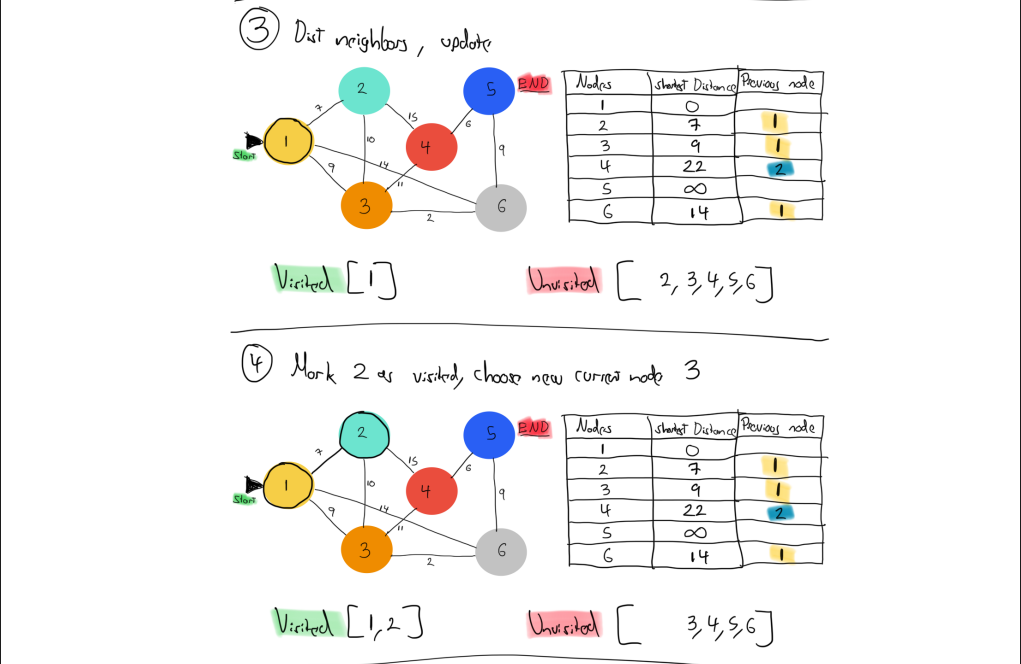 3 Dist neighbors, update
2
5
END
7
15
6
1
10
4
9
Start
9
14
11
3
2
6
Nodes Shortest Distance Previous node
1 0
2 7 1
3 9 1
4 22 2
5 ∞
6 14 1
Visited [1] Unvisited [ 2, 3, 4, 5, 6]
4 Mark 2 as visited, choose new current node 3
2
5
END
7
15
6
1
10
4
9
Start
9
14
11
3
2
6
Nodes Shortest Distance Previous node
1 0
2 7 1
3 9 1
4 22 2
5 ∞
6 14 1
Visited [1, 2] Unvisited [ 3, 4, 5, 6]